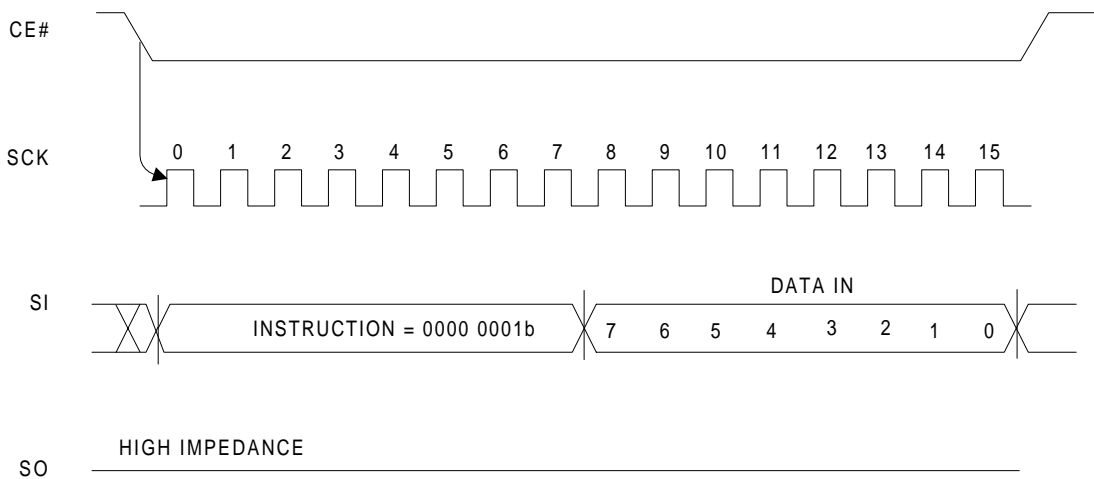 CE#
SCK
0 1 2 3 4 5 6 7 8 9 10 11 12 13 14 15
SI
DATA IN
INSTRUCTION = 0000 0001b
7 6 5 4 3 2 1 0
HIGH IMPEDANCE
SO